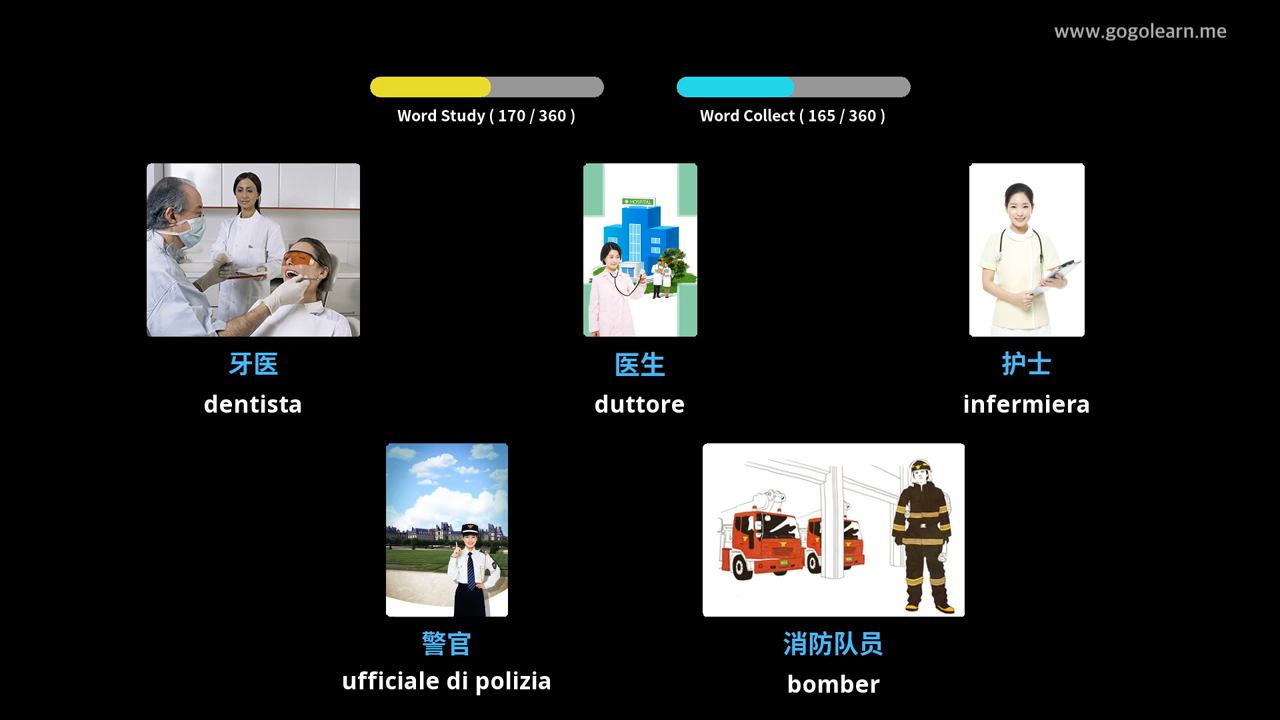 www.gogolearn.me
Word Study ( 170 / 360 )
Word Collect ( 165 / 360 )
HOSPITAL
牙医
医生
护士
dentista
duttore
infermiera
警官
消防队员
ufficiale di polizia
bomber